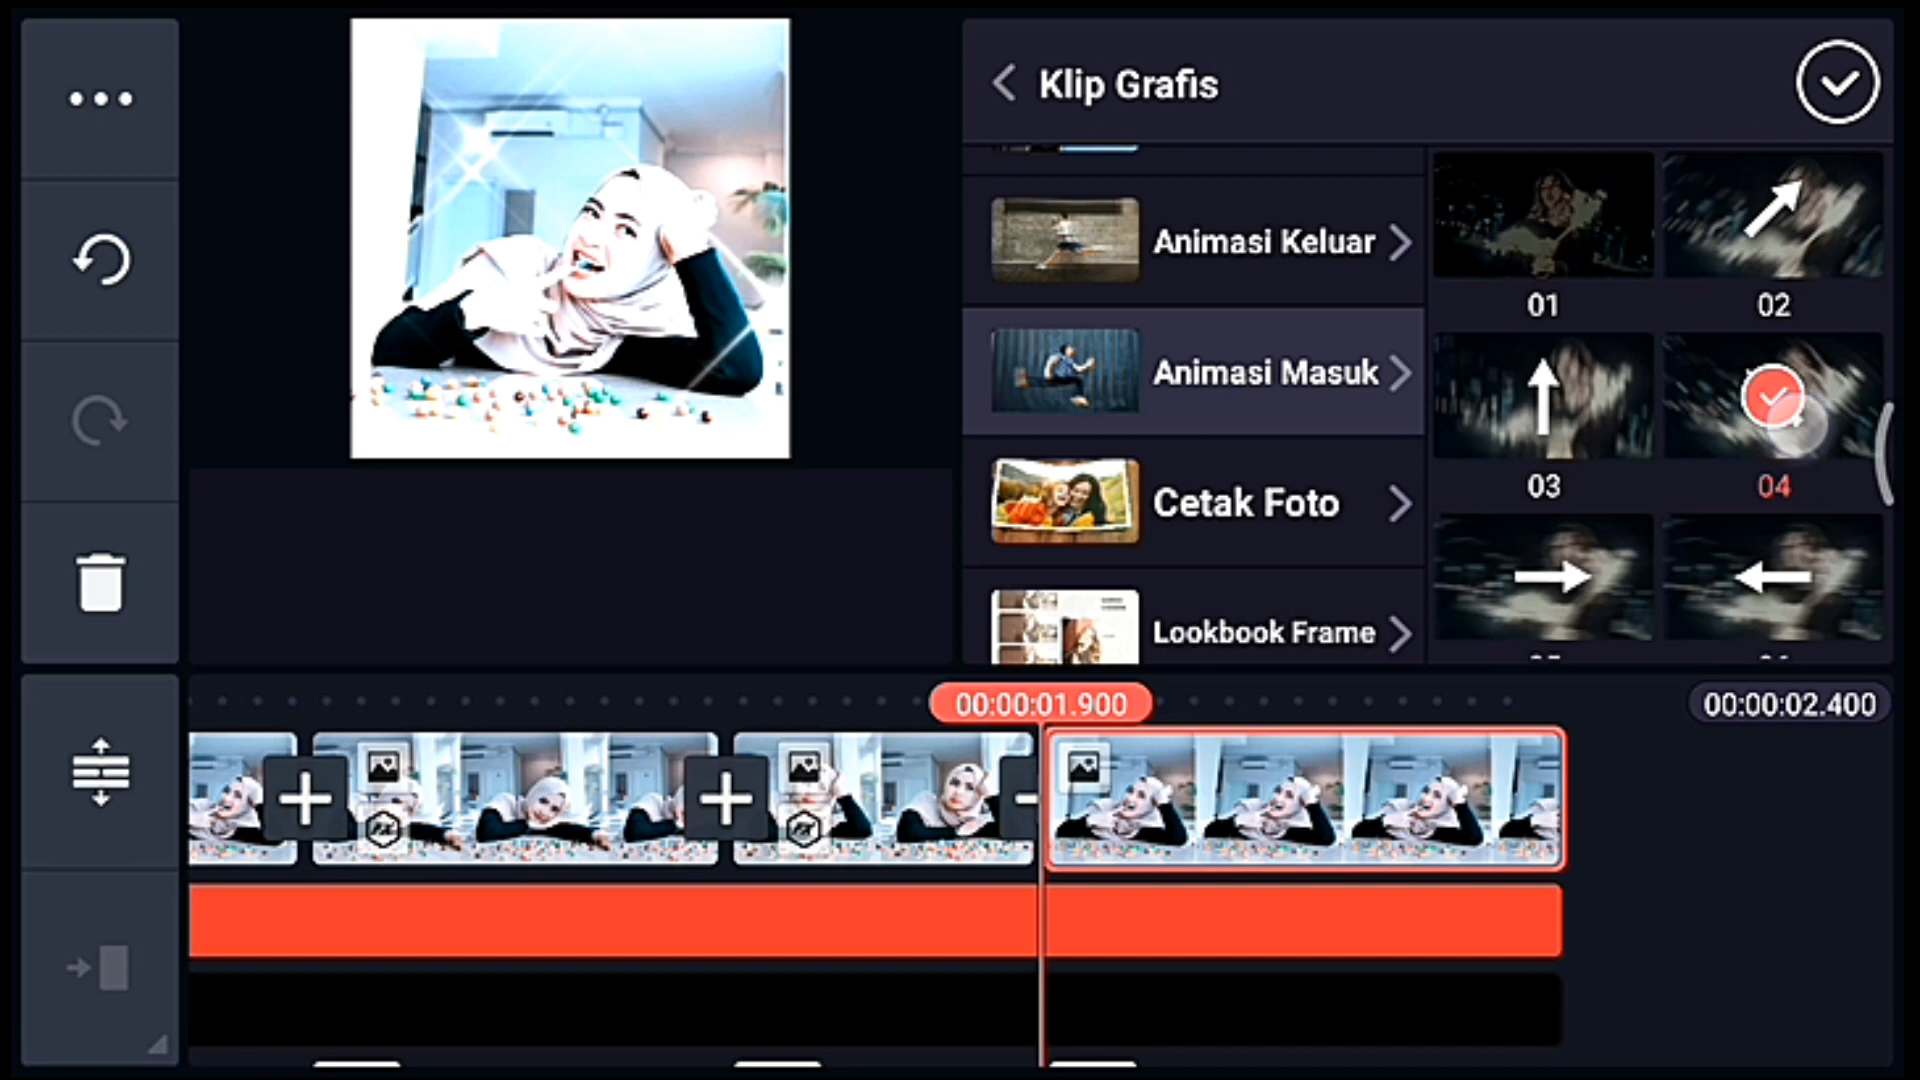 Klip Grafis
Animasi Keluar
Animasi Masuk
Cetak Foto
Lookbook Frame
01
02
03
04
00:00:01.900
00:00:02.400